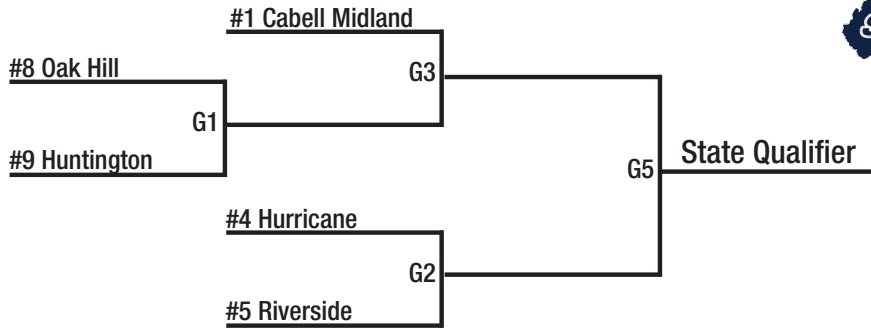 #1 Cabell Midland
#8 Oak Hill
G3
G1
#9 Huntington
State Qualifier
G5
#4 Hurricane
G2
#5 Riverside